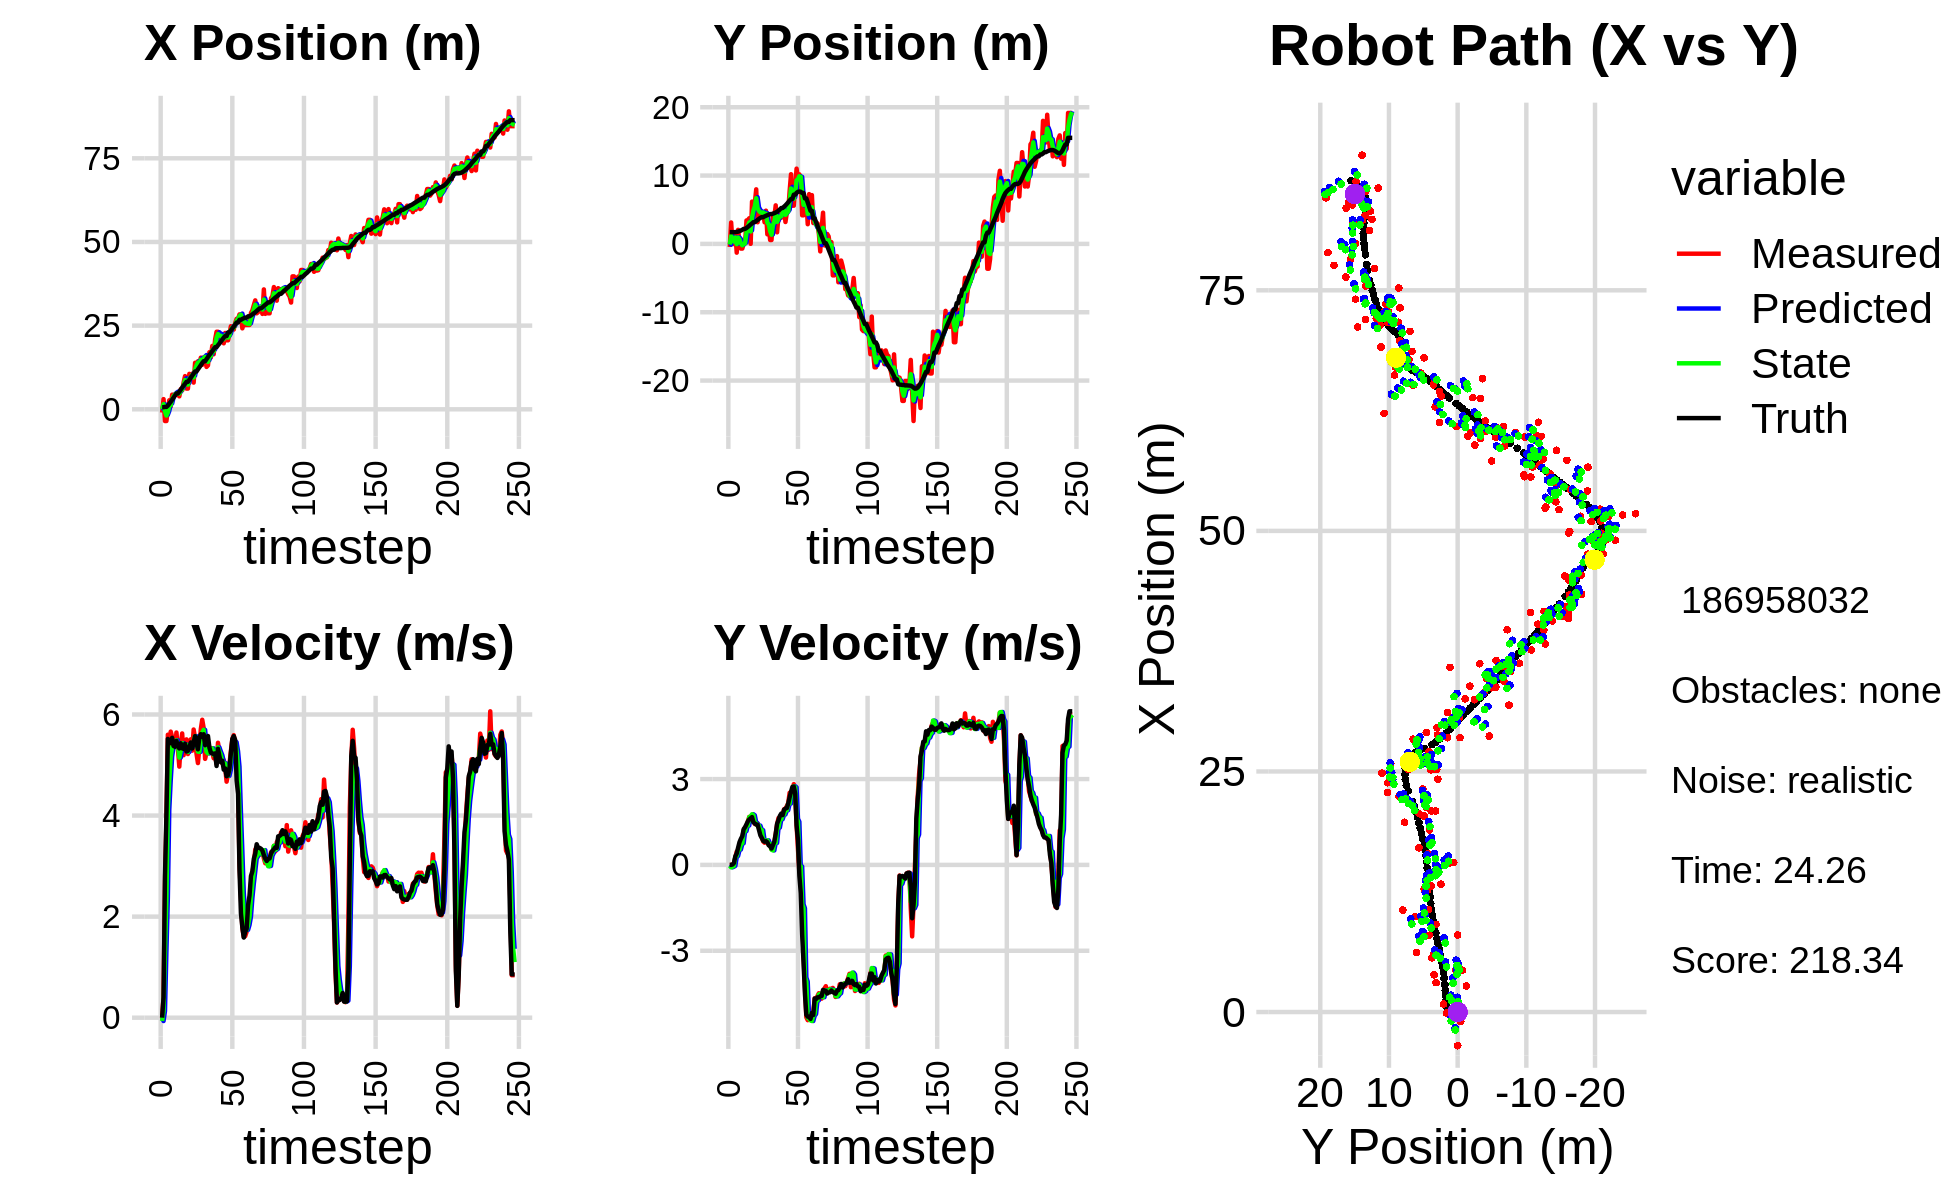 X Position (m)
75
50
25
0
0 50 100 150 200 250
timestep
Y Position (m)
20
10
0
-10
-20
0 50 100 150 200 250
timestep
X Velocity (m/s)
6
4
2
0
0 50 100 150 200 250
timestep
Y Velocity (m/s)
3
0
-3
0 50 100 150 200 250
timestep
Robot Path (X vs Y)
X Position (m)
75
50
25
0
20 10 0 -10 -20
Y Position (m)
variable
Measured
Predicted
State
Truth
186958032
Obstacles: none
Noise: realistic
Time: 24.26
Score: 218.34